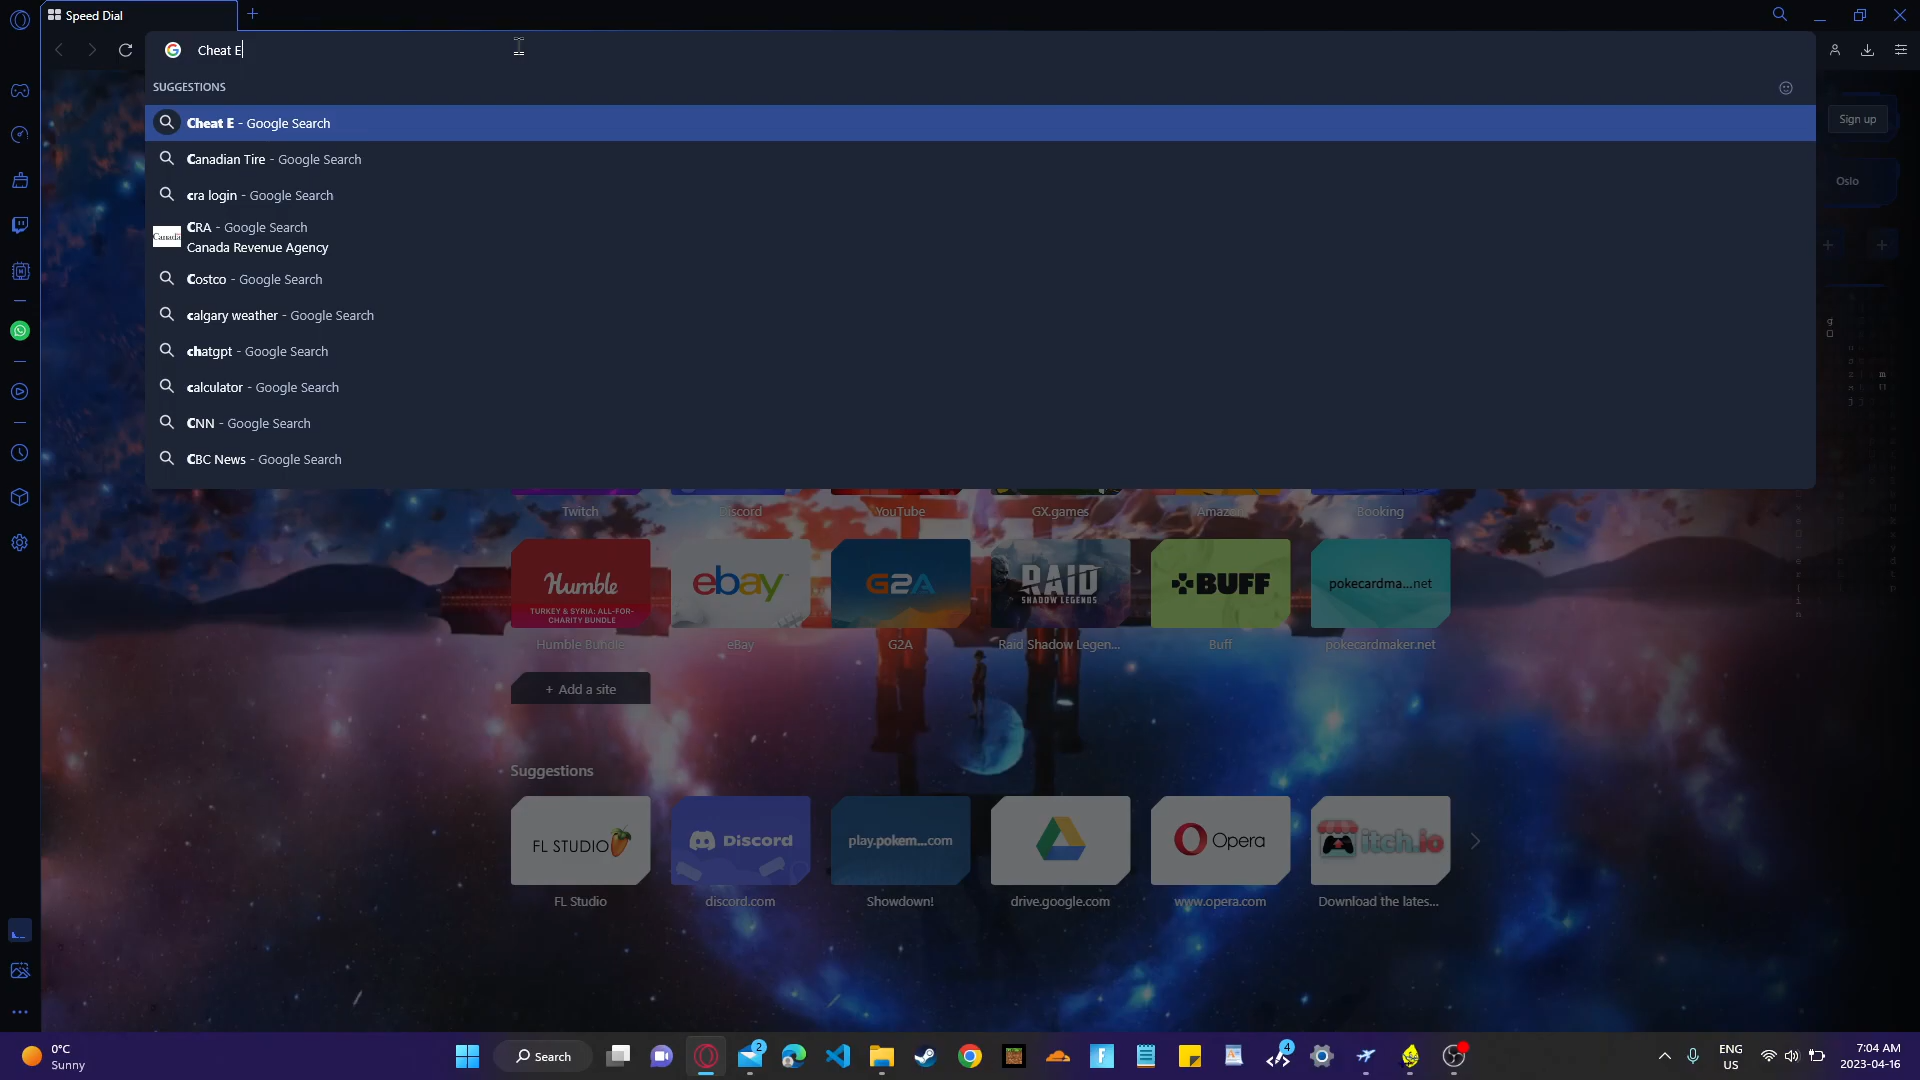 Speed Dial
Cheat E
SUGGESTIONS
Cheat E - Google Search
Canadian Tire - Google Search
cra login - Google Search
Canada
CRA - Google Search
Canada Revenue Agency
Costco - Google Search
calgary weather - Google Search
chatgpt - Google Search
calculator - Google Search
CNN - Google Search
CBC News - Google Search
Sign up
Oslo
Twitch
Discord
YouTube
GX.games
Amazon
Booking
Humble
TURKEY & SYRIA: ALL-FOR-
CHARITY BUNDLE
ebay
G2A
RAID
SHADOW LEGENDS
BUFF
pokecardma...net
Humble Bundle
eBay
G2A
Raid Shadow Legen...
Buff
pokecardmaker.net
+ Add a site
Suggestions
FL STUDIO
Discord
play.pokem...com
Opera
itch.io
FL Studio
discord.com
Showdown!
drive.google.com
www.opera.com
Download the lates...
0°C
Sunny
Search
2
4
ENG
US
7:04 AM
2023-04-16